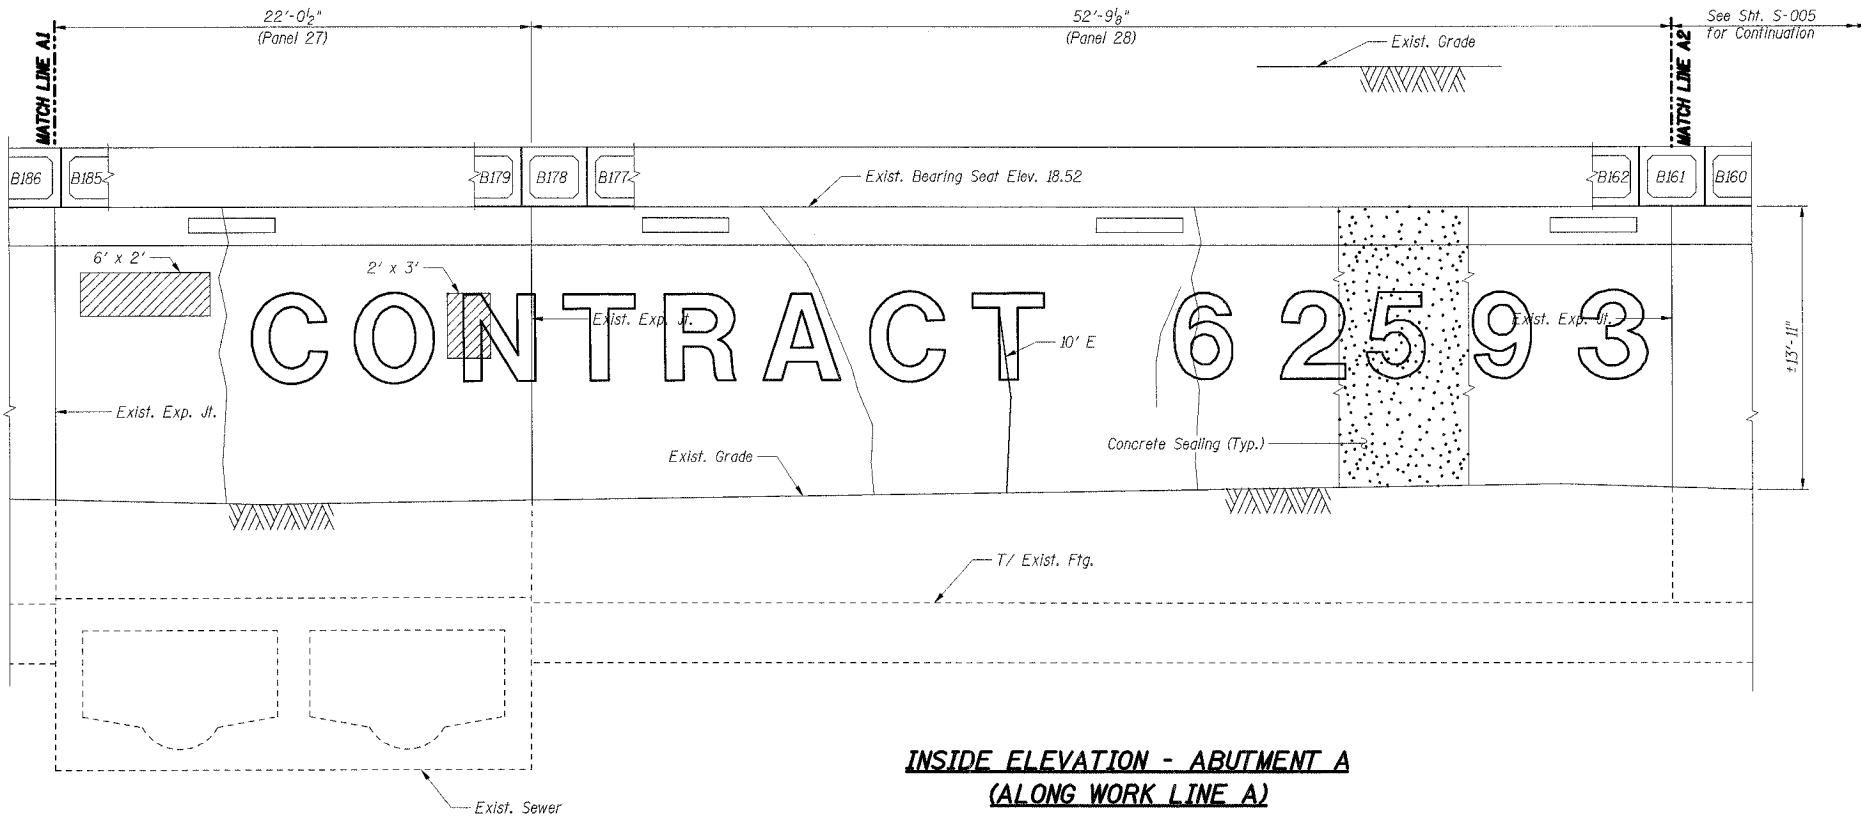 22'-0½"
(Panel 27)
52'-9⅛"
(Panel 28)
See Sht. S-005
for Continuation
MATCH LINE A1
MATCH LINE A2
Exist. Grade
B186
B185
B179
B178
B177
B162
B161
B160
Exist. Bearing Seat Elev. 18.52
6' x 2'
2' x 3'
CONTRACT 62593
Exist. Exp. Jt.
Exist. Exp. Jt.
10' E
±13'-11"
Exist. Exp. Jt.
Concrete Sealing (Typ.)
Exist. Grade
T/ Exist. Ftg.
Exist. Sewer
INSIDE ELEVATION - ABUTMENT A
(ALONG WORK LINE A)